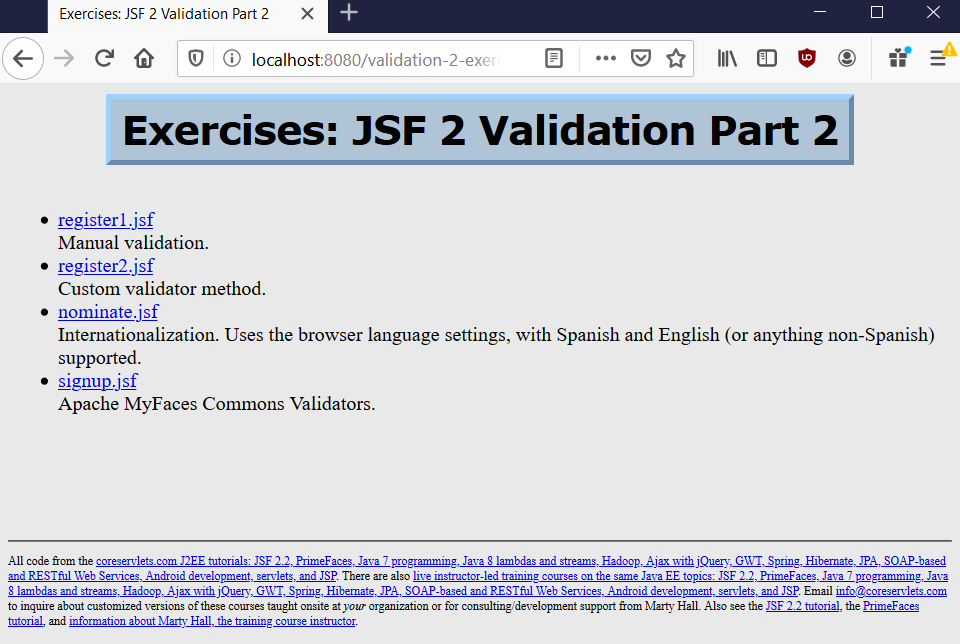 Exercises: JSF 2 Validation Part 2
localhost:8080/validation-2-exer
Exercises: JSF 2 Validation Part 2
register1.jsf
Manual validation.
register2.jsf
Custom validator method.
nominate.jsf
Internationalization. Uses the browser language settings, with Spanish and English (or anything non-Spanish)
supported.
signup.jsf
Apache MyFaces Commons Validators.
All code from the coreservlets.com J2EE tutorials: JSF 2.2, PrimeFaces, Java 7 programming, Java 8 lambdas and streams, Hadoop, Ajax with jQuery, GWT, Spring, Hibernate, JPA, SOAP-based
and RESTful Web Services, Android development, servlets, and JSP. There are also live instructor-led training courses on the same Java EE topics: JSF 2.2, PrimeFaces, Java 7 programming, Java
8 lambdas and streams, Hadoop, Ajax with jQuery, GWT, Spring, Hibernate, JPA, SOAP-based and RESTful Web Services, Android development, servlets, and JSP. Email info@coreservlets.com
to inquire about customized versions of these courses taught onsite at your organization or for consulting/development support from Marty Hall. Also see the JSF 2.2 tutorial, the PrimeFaces
tutorial, and information about Marty Hall, the training course instructor.